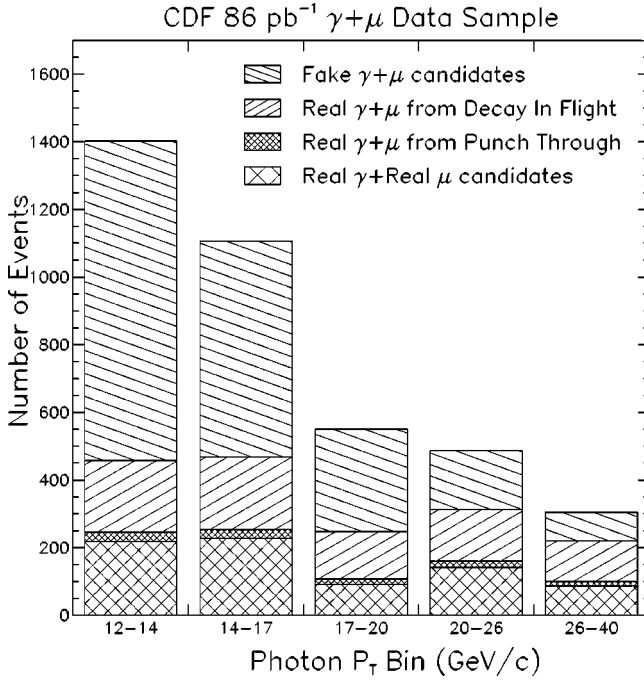 CDF 86 pb⁻¹ γ+μ Data Sample
Fake γ+μ candidates
Real γ+μ from Decay In Flight
Real γ+μ from Punch Through
Real γ+Real μ candidates
Number of Events
1600
1400
1200
1000
800
600
400
200
0
12–14
14–17
17–20
20–26
26–40
Photon P_T Bin (GeV/c)